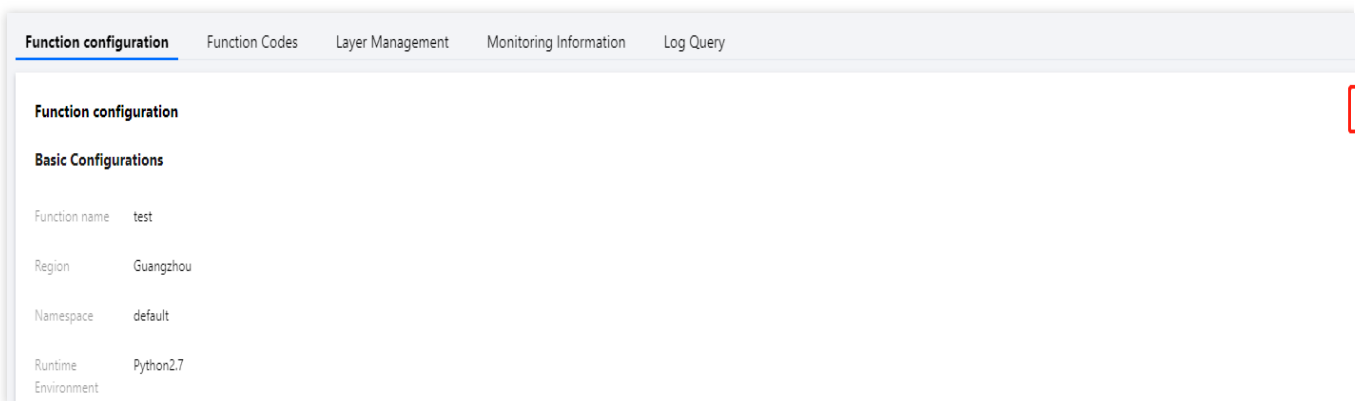 Function configuration Function Codes Layer Management Monitoring Information Log Query
Function configuration
Basic Configurations
Function name test
Region Guangzhou
Namespace default
Runtime Python2.7
Environment